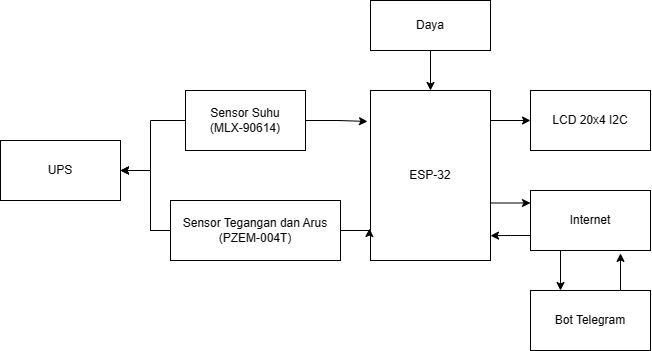 Daya
Sensor Suhu
(MLX-90614)
LCD 20x4 I2C
UPS
ESP-32
Sensor Tegangan dan Arus
(PZEM-004T)
Internet
Bot Telegram